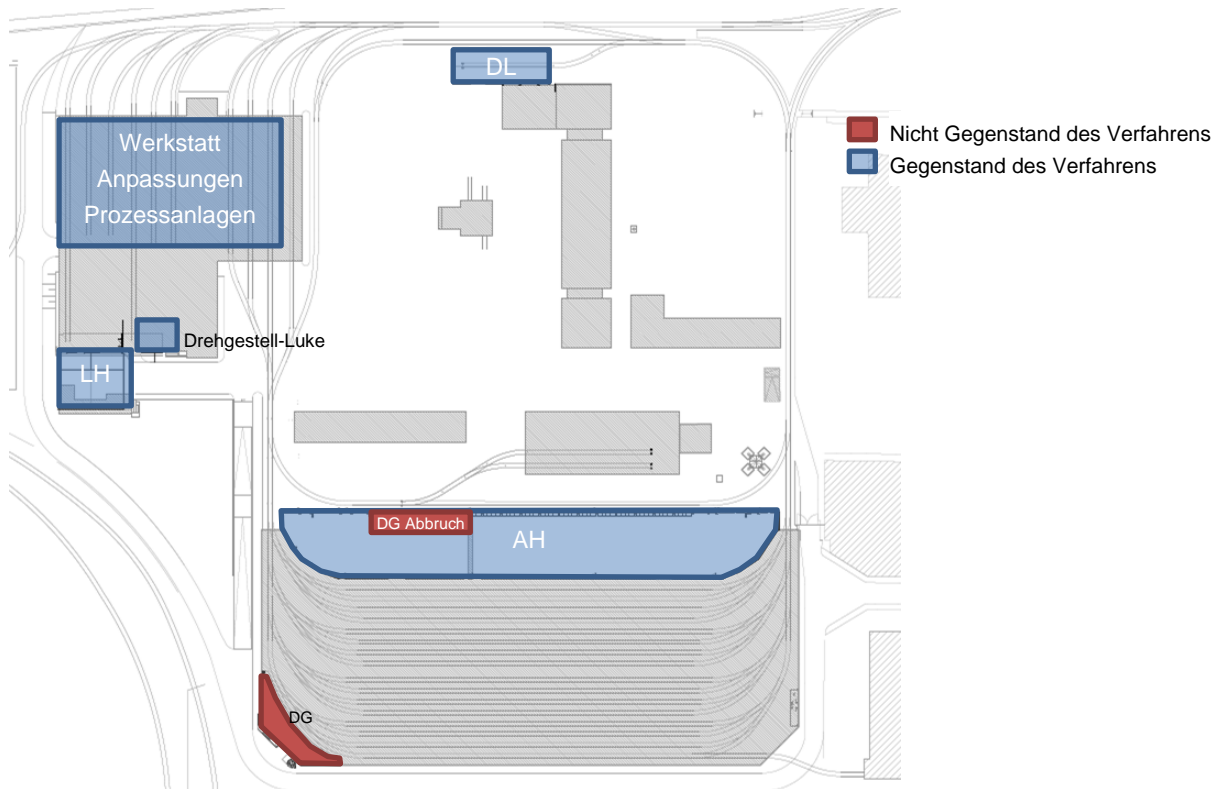 DL
Nicht Gegenstand des Verfahrens
Gegenstand des Verfahrens
Werkstatt
Anpassungen
Prozessanlagen
Drehgestell-Luke
LH
DG Abbruch
AH
DG